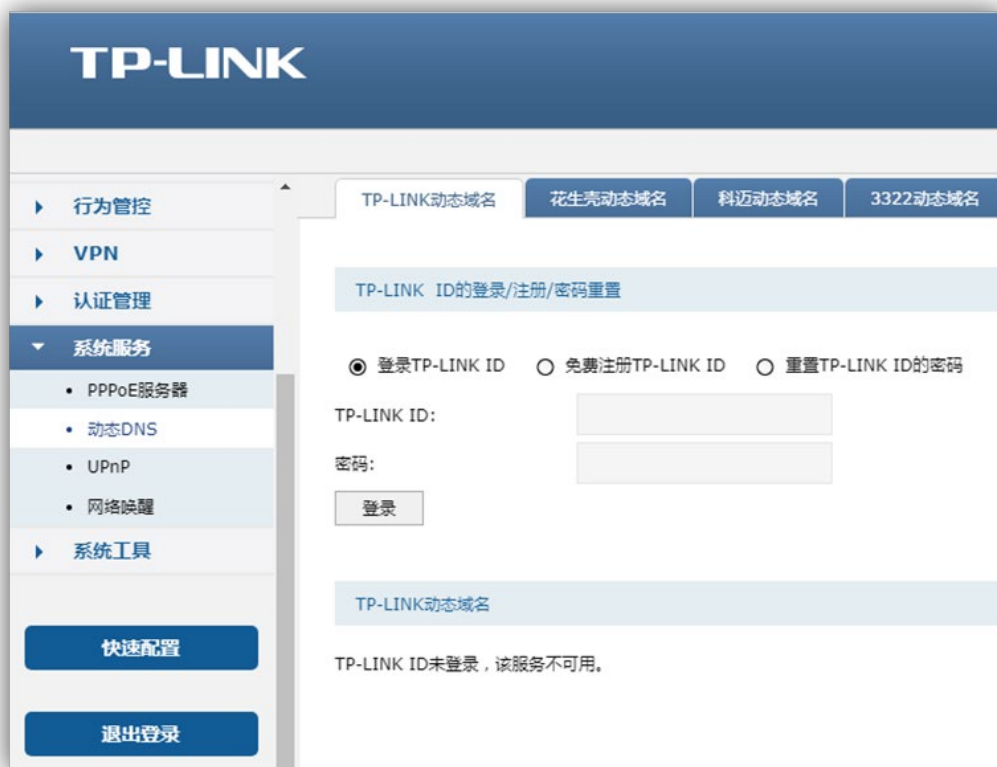 TP-LINK
行为管控
VPN
认证管理
系统服务
PPPoE服务器
动态DNS
UPnP
网络唤醒
系统工具
快速配置
退出登录
TP-LINK动态域名 花生壳动态域名 科迈动态域名 3322动态域名
TP-LINK ID的登录/注册/密码重置
登录TP-LINK ID 免费注册TP-LINK ID 重置TP-LINK ID的密码
TP-LINK ID:
密码:
登录
TP-LINK动态域名
TP-LINK ID未登录，该服务不可用。